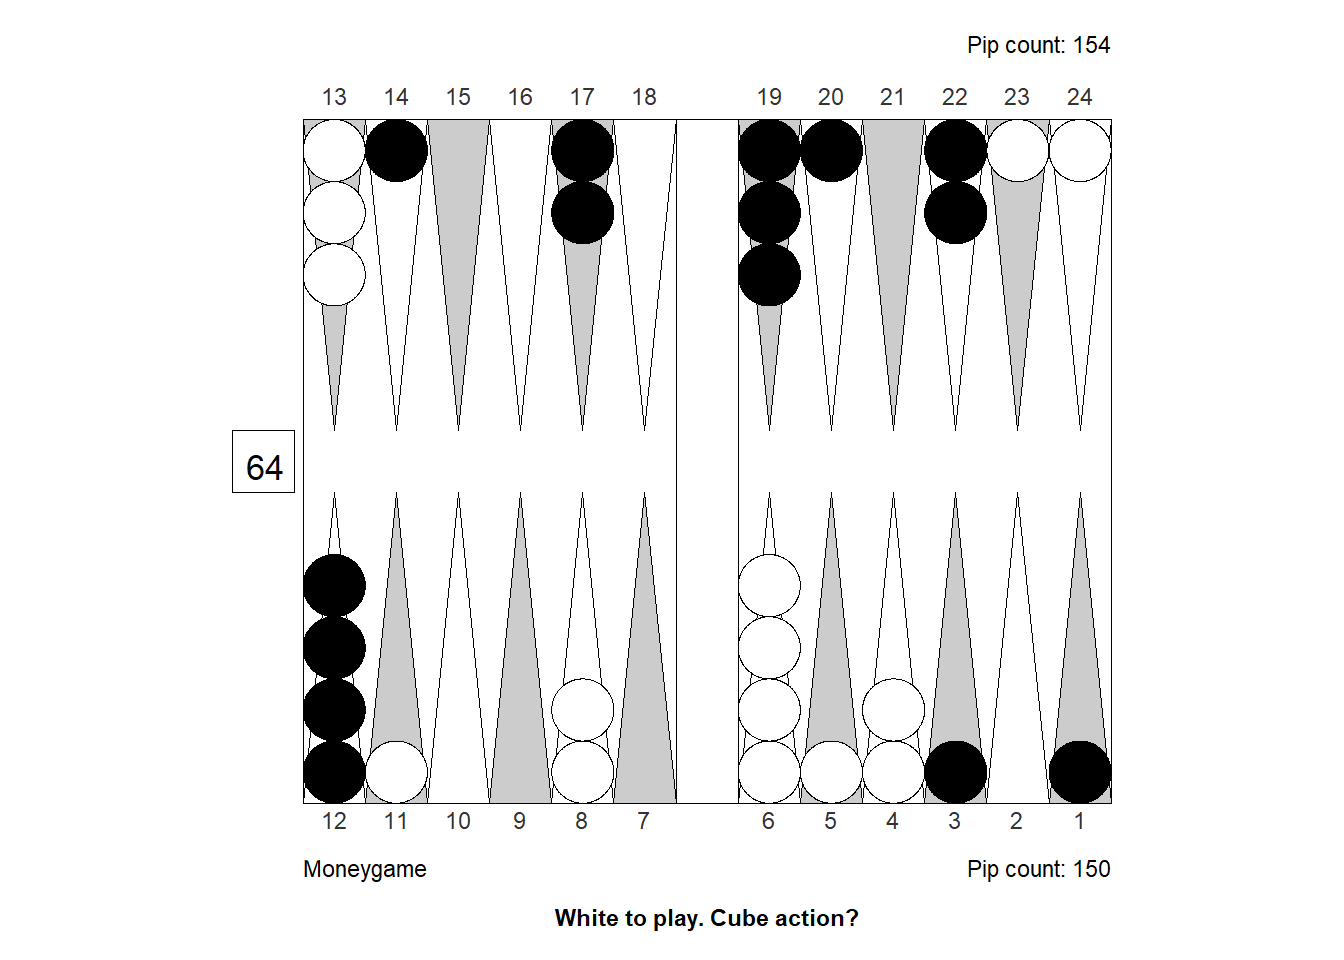 Pip count: 154
13 14 15 16 17 18 19 20 21 22 23 24
64
12 11 10 9 8 7 6 5 4 3 2 1
Moneygame Pip count: 150
White to play. Cube action?